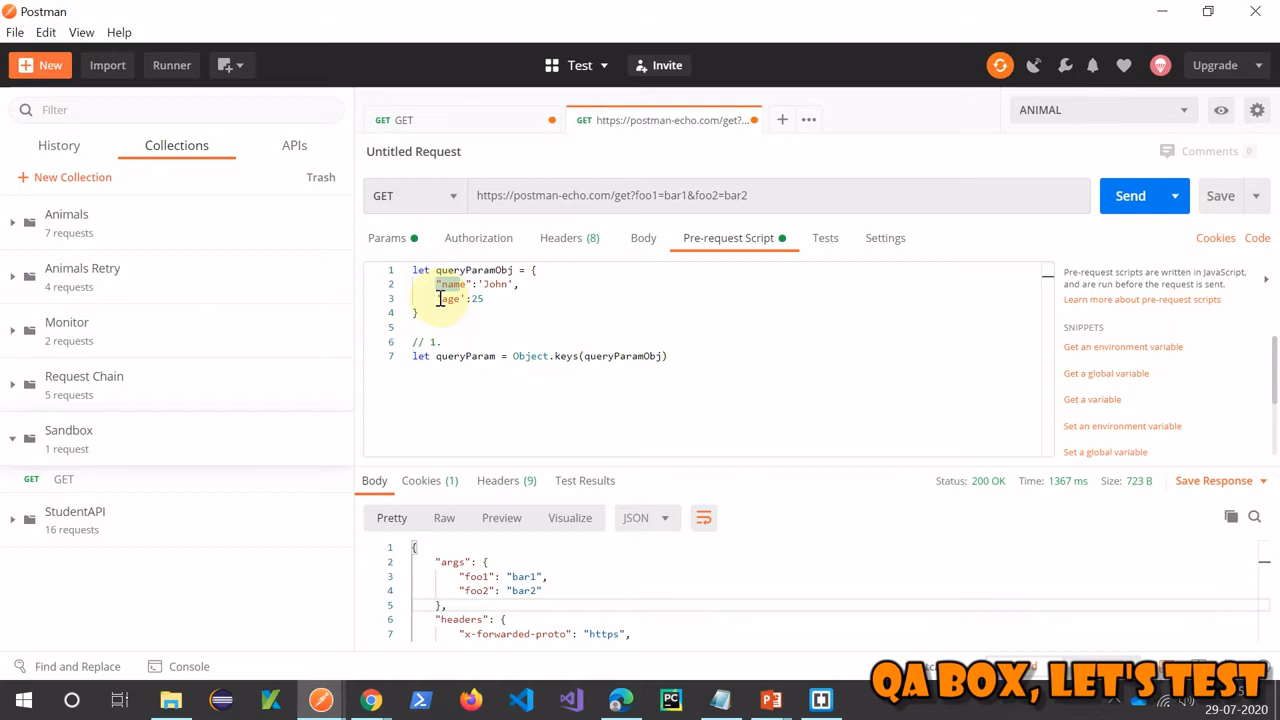 Postman
File Edit View Help
New Import Runner Test Invite Upgrade
Filter
GET GET GET https://postman-echo.com/get?... ANIMAL
History Collections APIs
Untitled Request Comments 0
New Collection Trash
GET https://postman-echo.com/get?foo1=bar1&foo2=bar2 Send Save
Animals
7 requests
Params Authorization Headers (8) Body Pre-request Script Tests Settings Cookies Code
Animals Retry
Monitor
2 requests
Request Chain
5 requests
Sandbox
1 request
GET GET
StudentAPI
16 requests
1 let queryParamObj = {
2 "name":'John',
3 age':25
4 }
5
6 // 1.
7 let queryParam = Object.keys(queryParamObj)
Pre-request scripts are written in JavaScript,
and are run before the request is sent.
Learn more about pre-request scripts
SNIPPETS
Get an environment variable
Get a global variable
Get a variable
Set an environment variable
Set a global variable
Body Cookies (1) Headers (9) Test Results Status: 200 OK Time: 1367 ms Size: 723 B Save Response
Pretty Raw Preview Visualize JSON
1 {
2 "args": {
3 "foo1": "bar1",
4 "foo2": "bar2"
5 },
6 "headers": {
7 "x-forwarded-proto": "https",
Find and Replace Console
QA BOX, LET'S TEST
29-07-2020